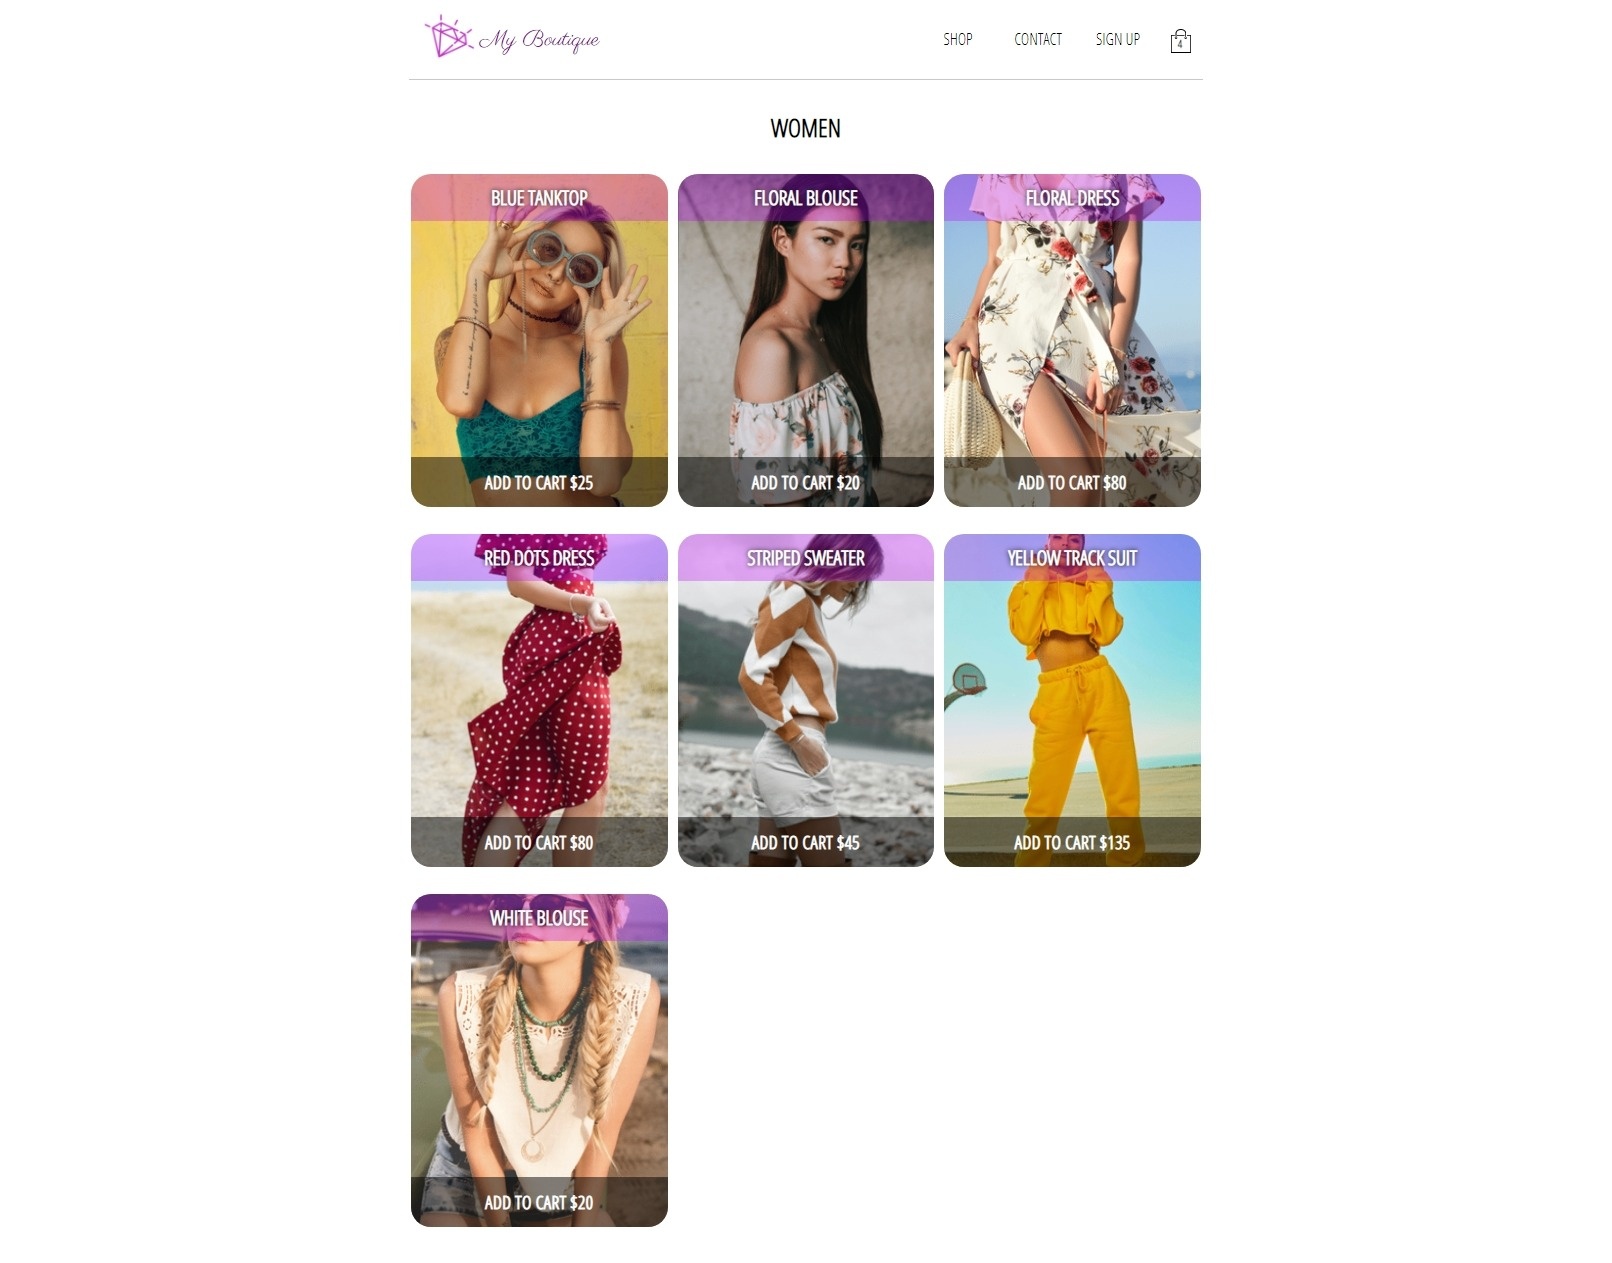 My Boutique
SHOP
CONTACT
SIGN UP
4
WOMEN
BLUE TANKTOP
FLORAL BLOUSE
FLORAL DRESS
ADD TO CART $25
ADD TO CART $20
ADD TO CART $80
RED DOTS DRESS
STRIPED SWEATER
YELLOW TRACK SUIT
ADD TO CART $80
ADD TO CART $45
ADD TO CART $135
WHITE BLOUSE
ADD TO CART $20